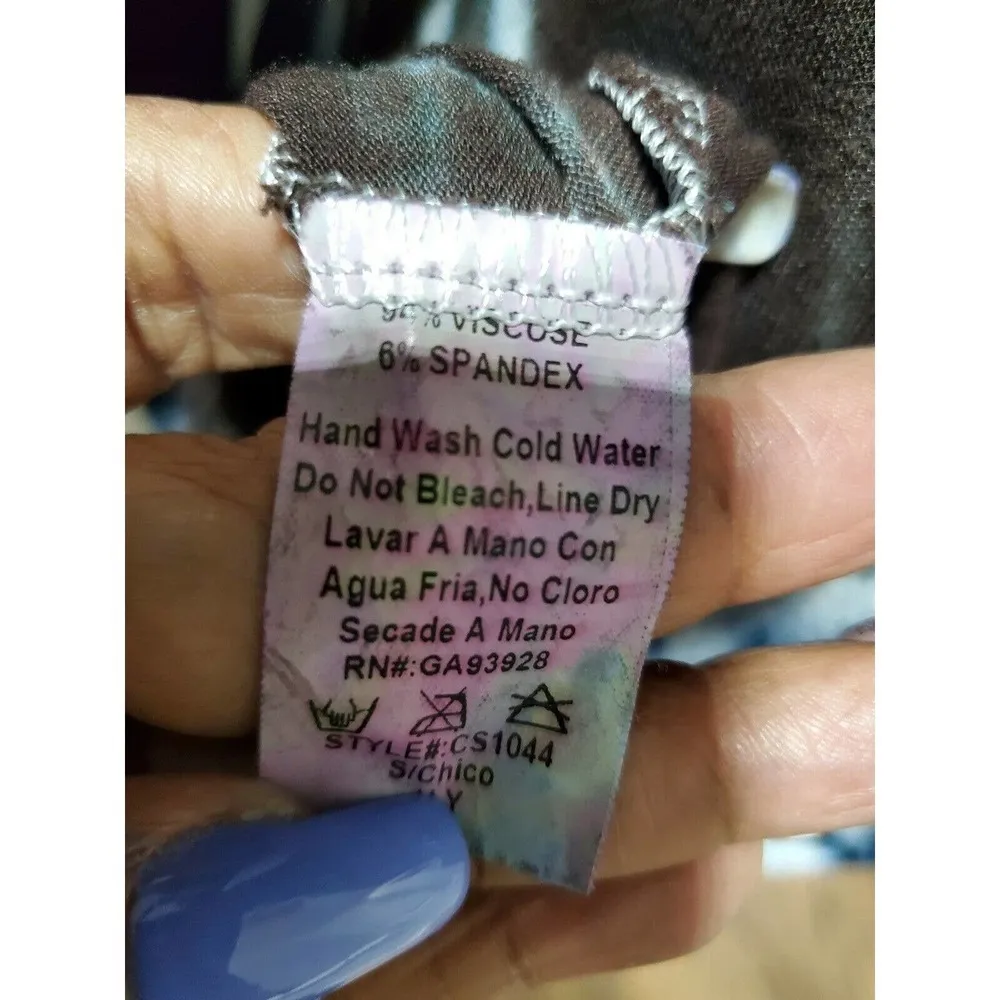 VISCOSE
6% SPANDEX
Hand Wash Cold Water
Do Not Bleach,Line Dry
Lavar A Mano Con
Agua Fria,No Cloro
Secade A Mano
RN#:GA93928
STYLE#:CS1044
S/Chico